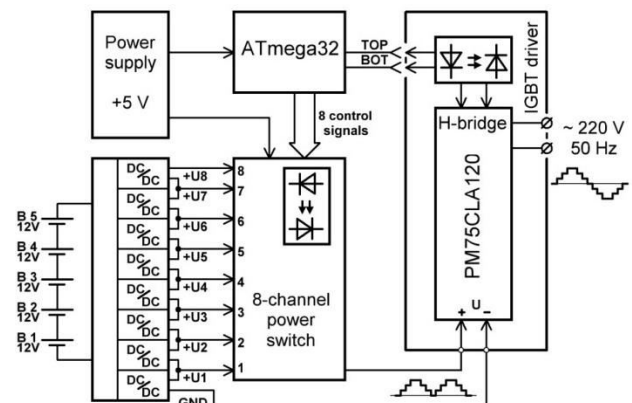 Power
supply
+5 V
ATmega32
TOP
BOT
8 control
signals
IGBT driver
H-bridge
PM75CLA120
U
+ −
~ 220 V
50 Hz
B 5
12V
B 4
12V
B 3
12V
B 2
12V
B 1
12V
DC/DC
DC/DC
DC/DC
DC/DC
DC/DC
DC/DC
DC/DC
DC/DC
+U8
+U7
+U6
+U5
+U4
+U3
+U2
+U1
GND
8
7
6
5
4
3
2
1
8-channel
power
switch